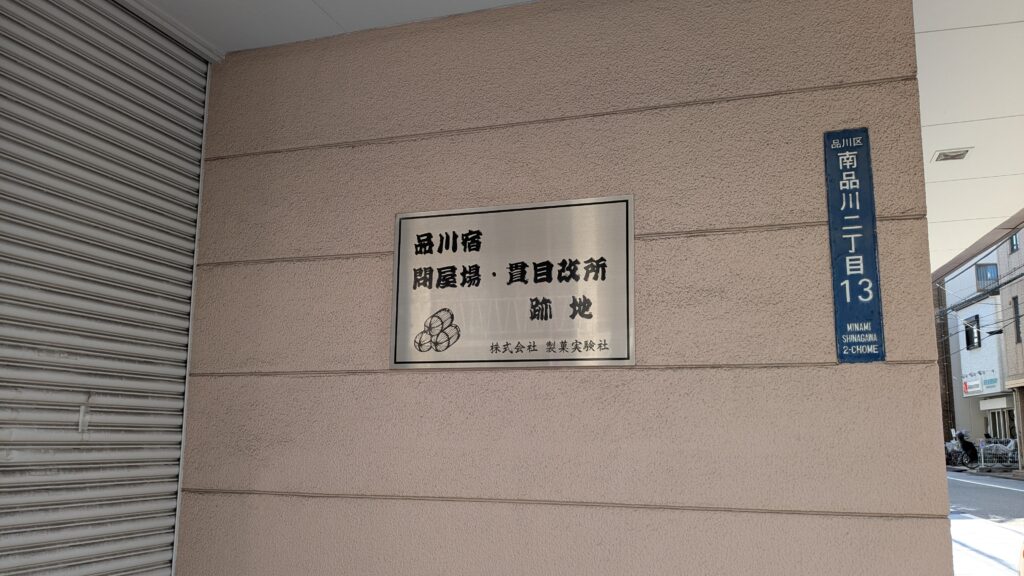 品川宿
問屋場・貫目改所
跡地
株式会社 製菓実験社
品川区
南品川二丁目
13
MINAMI
SHINAGAWA
2-CHOME